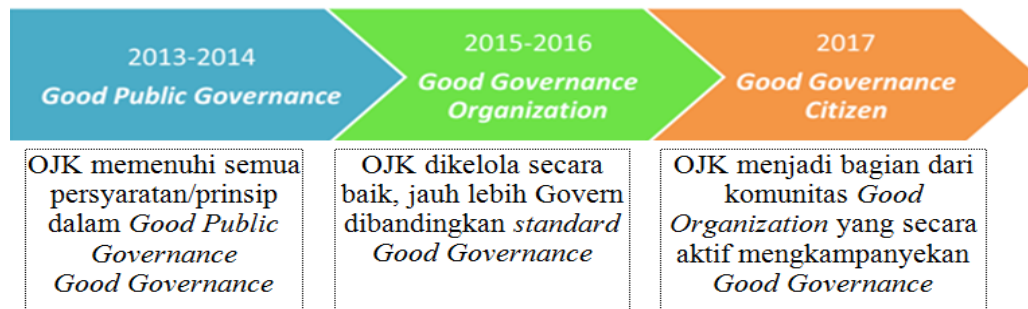 2013-2014
Good Public Governance
2015-2016
Good Governance
Organization
2017
Good Governance
Citizen
OJK memenuhi semua
persyaratan/prinsip
dalam Good Public
Governance
Good Governance
OJK dikelola secara
baik, jauh lebih Govern
dibandingkan standard
Good Governance
OJK menjadi bagian dari
komunitas Good
Organization yang secara
aktif mengkampanyekan
Good Governance